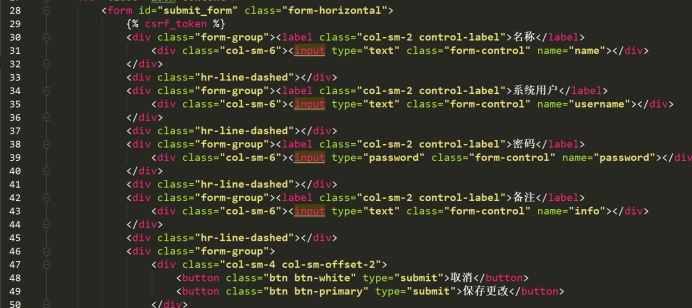 28 <form id="submit_form" class="form-horizontal">
29 {% csrf_token %}
30 <div class="form-group"><label class="col-sm-2 control-label">名称</label>
31 <div class="col-sm-6"><input type="text" class="form-control" name="name"></div>
32 </div>
33 <div class="hr-line-dashed"></div>
34 <div class="form-group"><label class="col-sm-2 control-label">系统用户</label>
35 <div class="col-sm-6"><input type="text" class="form-control" name="username"></div>
36 </div>
37 <div class="hr-line-dashed"></div>
38 <div class="form-group"><label class="col-sm-2 control-label">密码</label>
39 <div class="col-sm-6"><input type="password" class="form-control" name="password"></div>
40 </div>
41 <div class="hr-line-dashed"></div>
42 <div class="form-group"><label class="col-sm-2 control-label">备注</label>
43 <div class="col-sm-6"><input type="text" class="form-control" name="info"></div>
44 </div>
45 <div class="hr-line-dashed"></div>
46 <div class="form-group">
47 <div class="col-sm-4 col-sm-offset-2">
48 <button class="btn btn-white" type="submit">取消</button>
49 <button class="btn btn-primary" type="submit">保存更改</button>
50 </div>